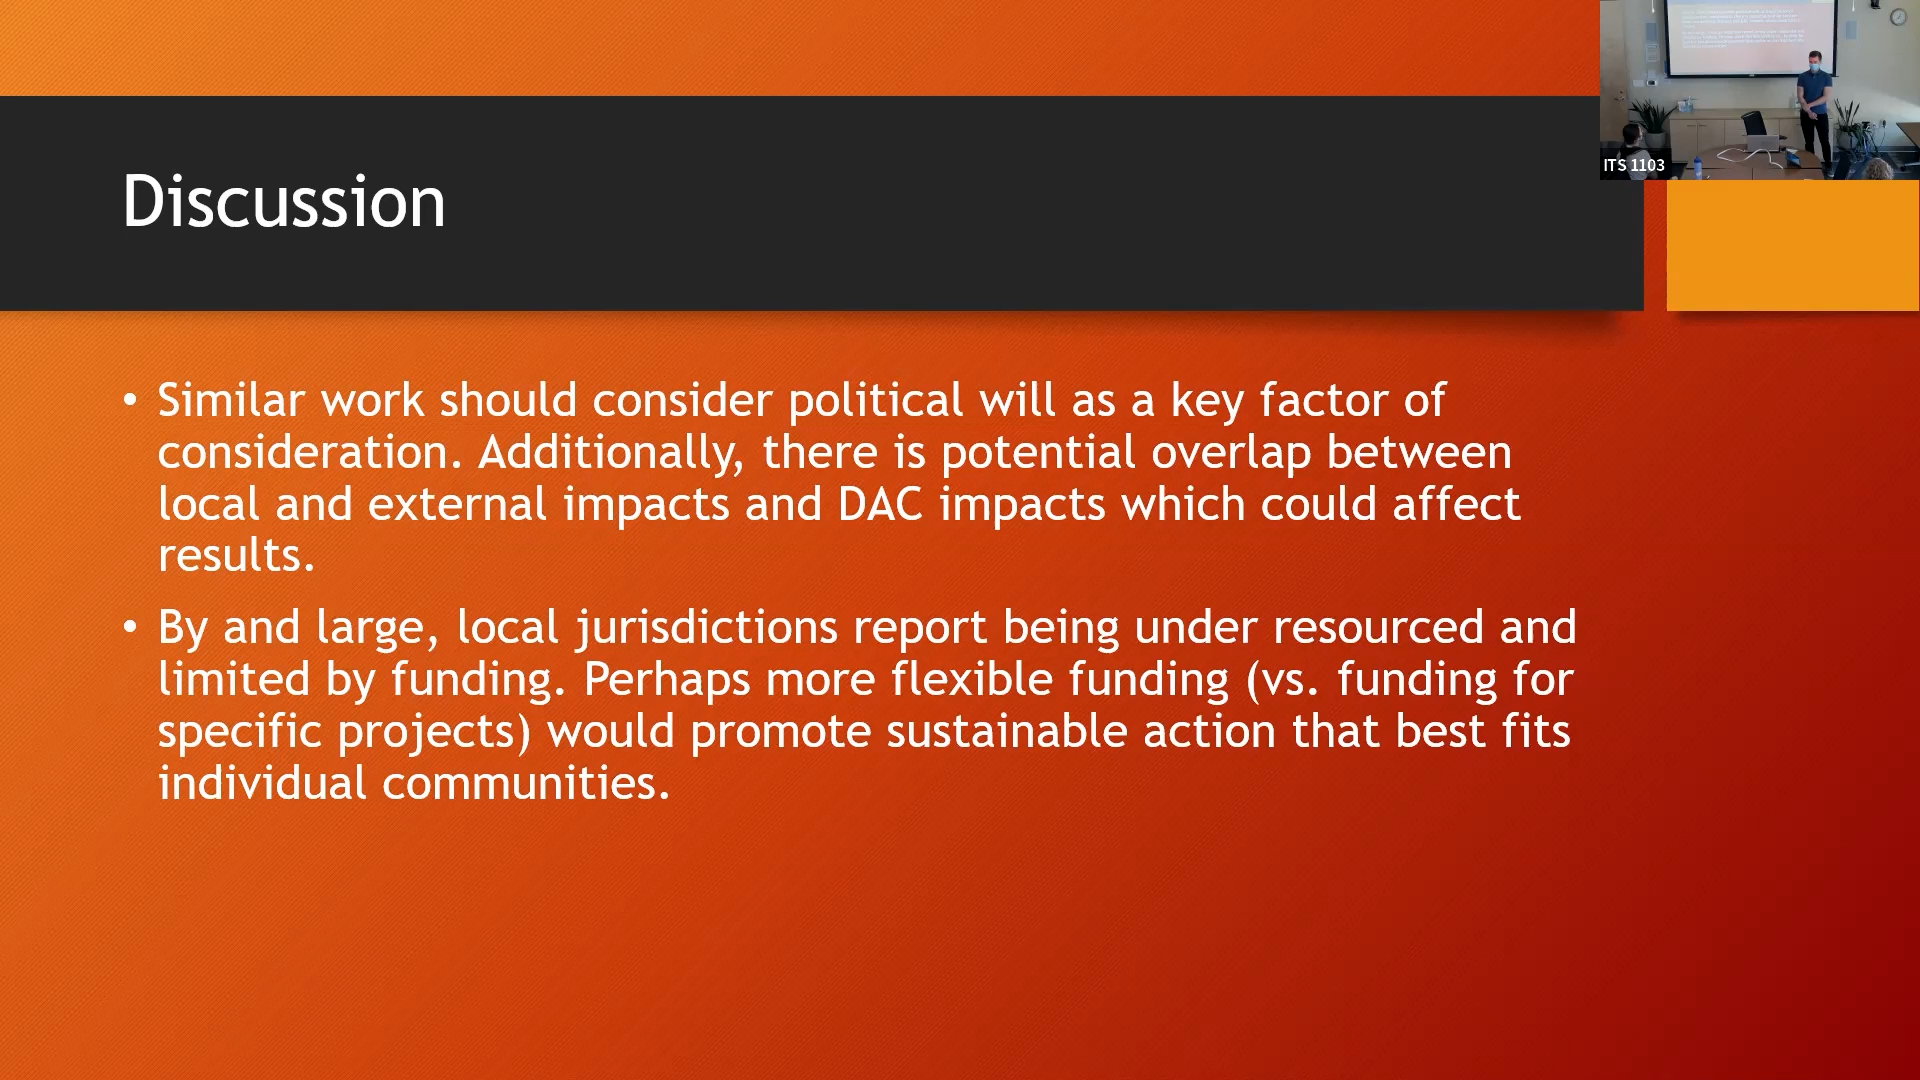 ITS 1103
Discussion
• Similar work should consider political will as a key factor of
consideration. Additionally, there is potential overlap between
local and external impacts and DAC impacts which could affect
results.
• By and large, local jurisdictions report being under resourced and
limited by funding. Perhaps more flexible funding (vs. funding for
specific projects) would promote sustainable action that best fits
individual communities.